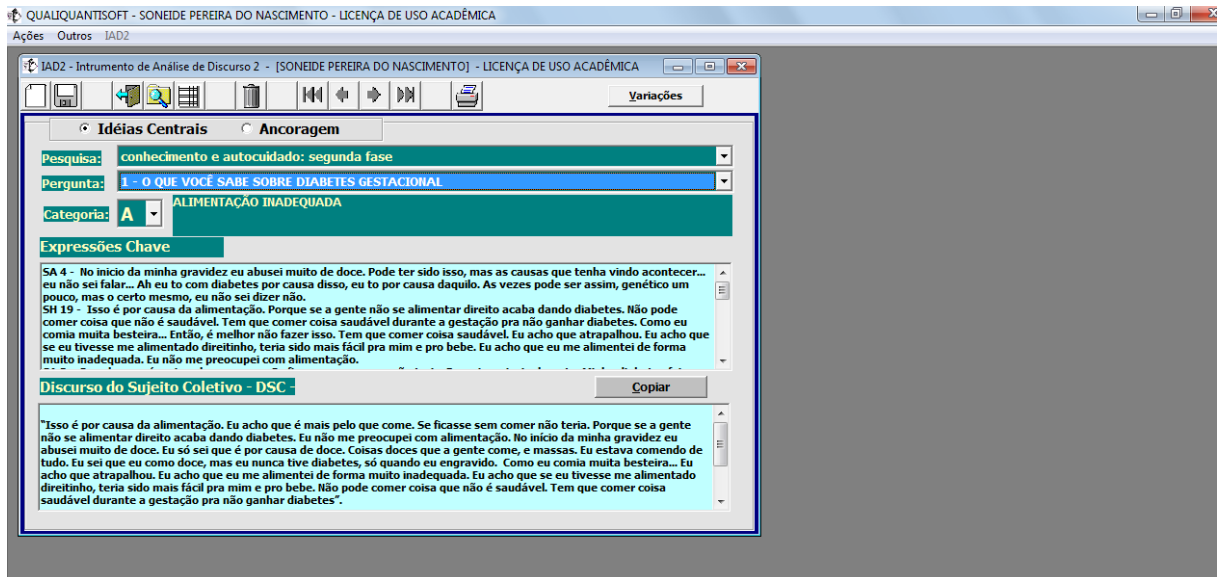 QUALIQUANTISOFT - SONEIDE PEREIRA DO NASCIMENTO - LICENÇA DE USO ACADÊMICA
Ações Outros IAD2
IAD2 - Intrumento de Análise de Discurso 2 - [SONEIDE PEREIRA DO NASCIMENTO] - LICENÇA DE USO ACADÊMICA
Variações
Idéias Centrais Ancoragem
Pesquisa: conhecimento e autocuidado: segunda fase
Pergunta: 1 - O QUE VOCÊ SABE SOBRE DIABETES GESTACIONAL
Categoria: A ALIMENTAÇÃO INADEQUADA
Expressões Chave
SA 4 - No inicio da minha gravidez eu abusei muito de doce. Pode ter sido isso, mas as causas que tenha vindo acontecer...
eu não sei falar... Ah eu to com diabetes por causa disso, eu to por causa daquilo. As vezes pode ser assim, genético um
pouco, mas o certo mesmo, eu não sei dizer não.
SH 19 - Isso é por causa da alimentação. Porque se a gente não se alimentar direito acaba dando diabetes. Não pode
comer coisa que não é saudável. Tem que comer coisa saudável durante a gestação pra não ganhar diabetes. Como eu
comia muita besteira... Então, é melhor não fazer isso. Tem que comer coisa saudável. Eu acho que atrapalhou. Eu acho que
se eu tivesse me alimentado direitinho, teria sido mais fácil pra mim e pro bebe. Eu acho que eu me alimentei de forma
muito inadequada. Eu não me preocupei com alimentação.
Discurso do Sujeito Coletivo - DSC -
Copiar
"Isso é por causa da alimentação. Eu acho que é mais pelo que come. Se ficasse sem comer não teria. Porque se a gente
não se alimentar direito acaba dando diabetes. Eu não me preocupei com alimentação. No início da minha gravidez eu
abusei muito de doce. Eu só sei que é por causa de doce. Coisas doces que a gente come, e massas. Eu estava comendo de
tudo. Eu sei que eu como doce, mas eu nunca tive diabetes, só quando eu engravido. Como eu comia muita besteira... Eu
acho que atrapalhou. Eu acho que eu me alimentei de forma muito inadequada. Eu acho que se eu tivesse me alimentado
direitinho, teria sido mais fácil pra mim e pro bebe. Não pode comer coisa que não é saudável. Tem que comer coisa
saudável durante a gestação pra não ganhar diabetes".